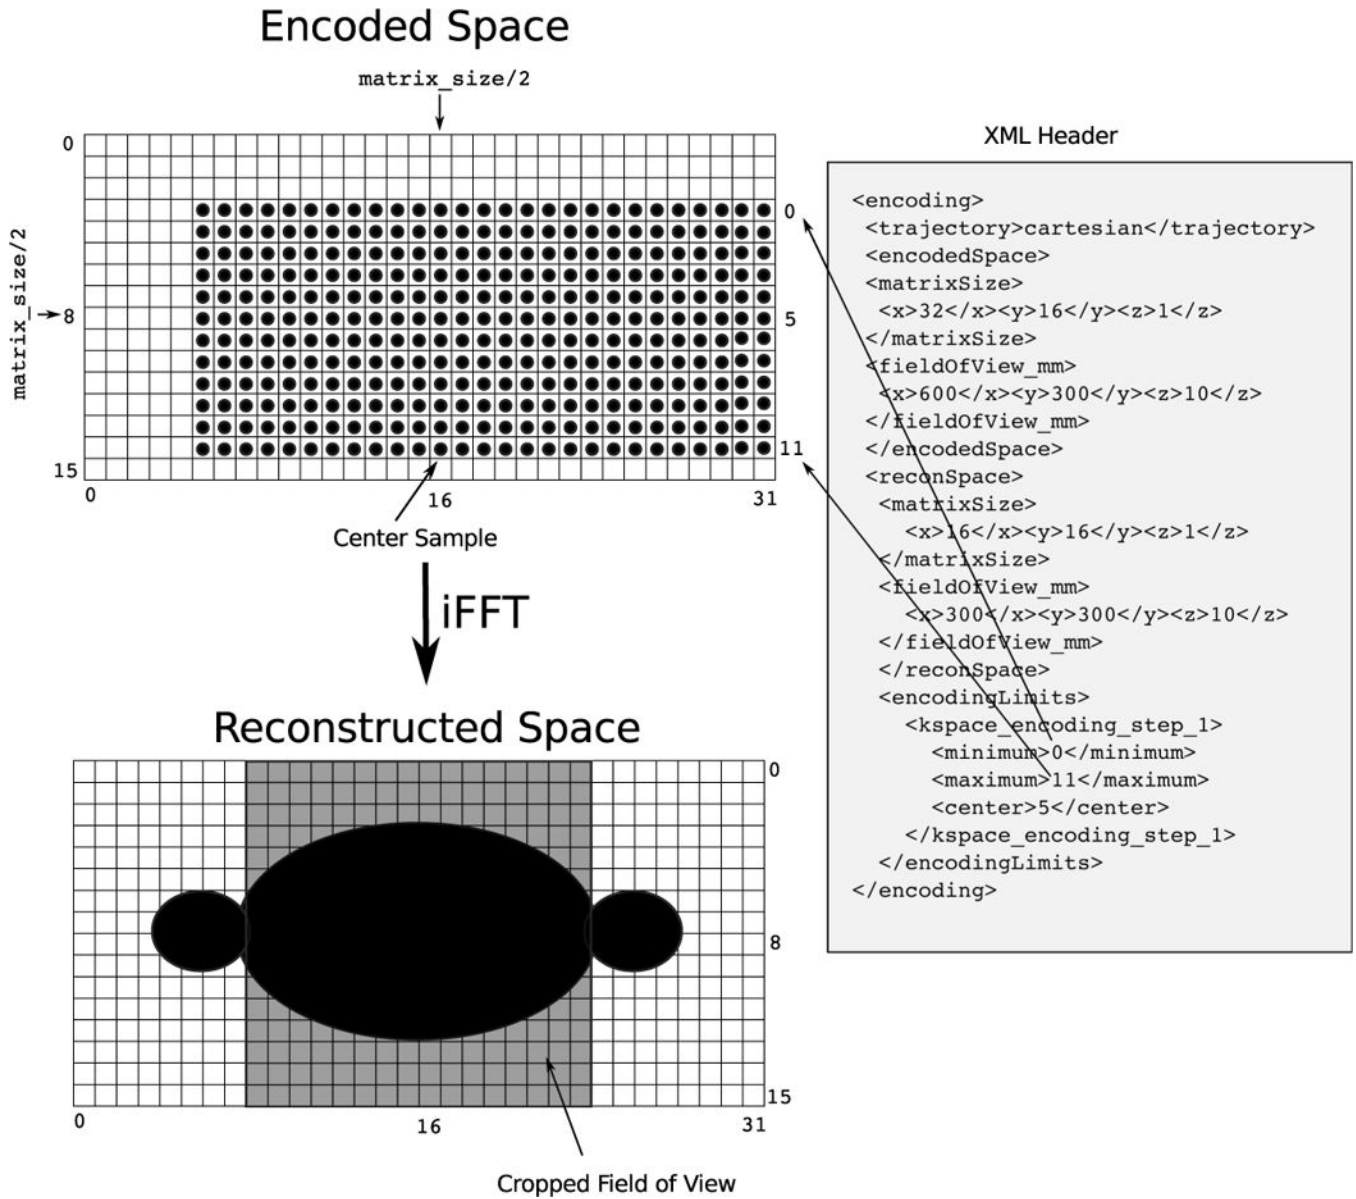 Encoded Space
matrix_size/2
0
0
matrix_size/2
8
5
11
15
0
16
31
Center Sample
iFFT
Reconstructed Space
0
8
15
0
16
31
Cropped Field of View
XML Header
<encoding>
<trajectory>cartesian</trajectory>
<encodedSpace>
<matrixSize>
<x>32</x><y>16</y><z>1</z>
</matrixSize>
<fieldOfView_mm>
<x>600</x><y>300</y><z>10</z>
</fieldOfView_mm>
</encodedSpace>
<reconSpace>
<matrixSize>
<x>16</x><y>16</y><z>1</z>
</matrixSize>
<fieldOfView_mm>
<x>300</x><y>300</y><z>10</z>
</fieldOfView_mm>
</reconSpace>
<encodingLimits>
<kspace_encoding_step_1>
<minimum>0</minimum>
<maximum>11</maximum>
<center>5</center>
</kspace_encoding_step_1>
</encodingLimits>
</encoding>